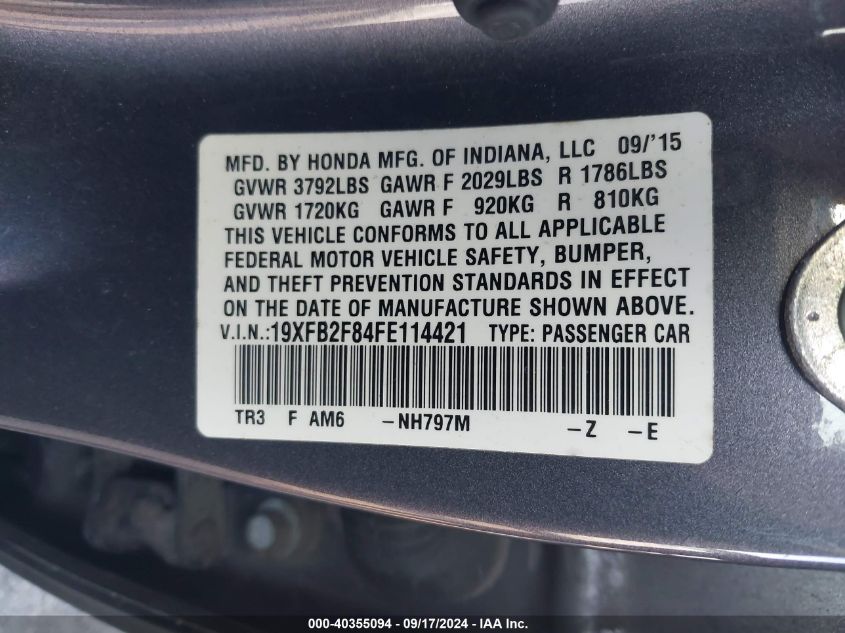 MFD. BY HONDA MFG. OF INDIANA, LLC 09/'15
GVWR 3792LBS GAWR F 2029LBS R 1786LBS
GVWR 1720KG GAWR F 920KG R 810KG
THIS VEHICLE CONFORMS TO ALL APPLICABLE
FEDERAL MOTOR VEHICLE SAFETY, BUMPER,
AND THEFT PREVENTION STANDARDS IN EFFECT
ON THE DATE OF MANUFACTURE SHOWN ABOVE.
V.I.N.:19XFB2F84FE114421 TYPE: PASSENGER CAR
TR3 F AM6 -NH797M -Z -E
000-40355094 - 09/17/2024 - IAA Inc.